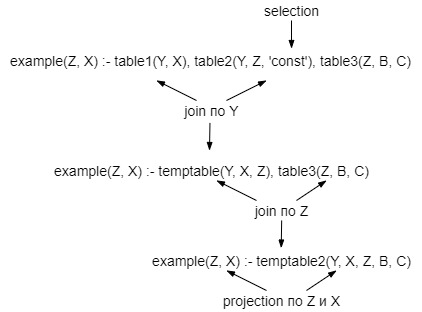 selection
example(Z, X) :- table1(Y, X), table2(Y, Z, 'const'), table3(Z, B, C)
join по Y
example(Z, X) :- temptable(Y, X, Z), table3(Z, B, C)
join по Z
example(Z, X) :- temptable2(Y, X, Z, B, C)
projection по Z и X